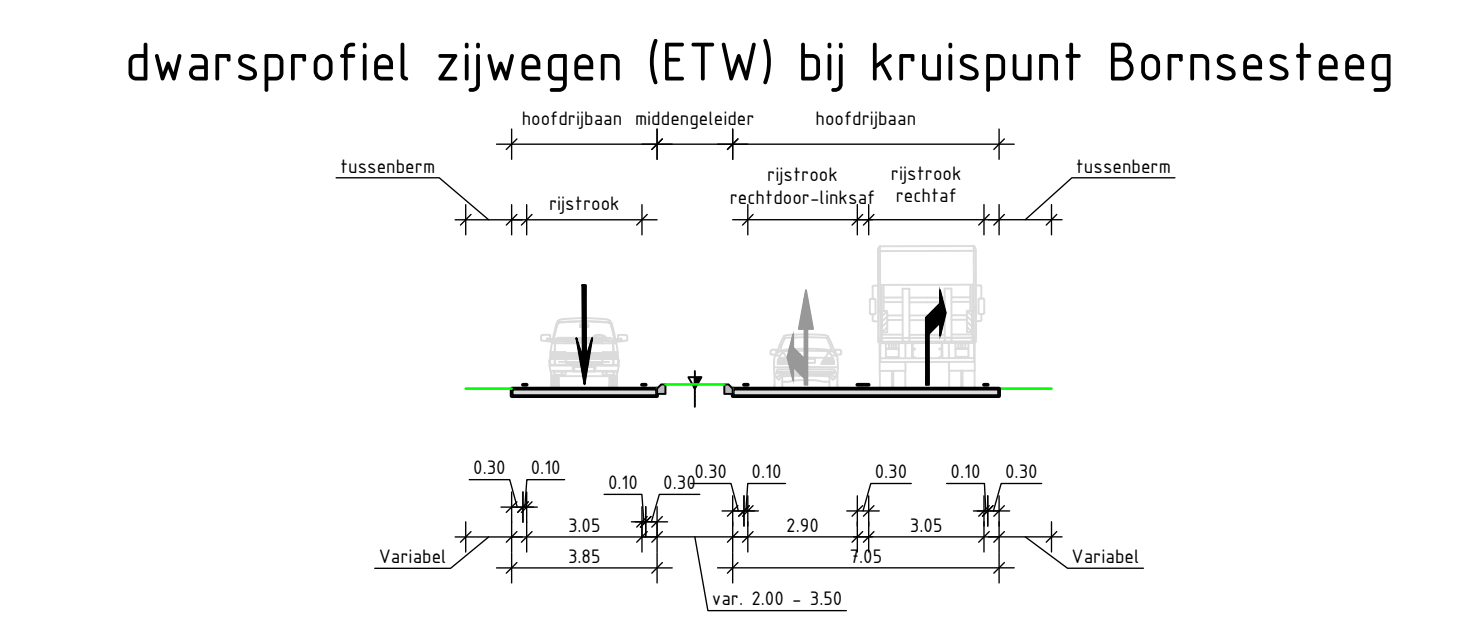 dwarsprofiel zijwegen (ETW) bij kruispunt Bornsesteeg
hoofdrijbaan middengeleider hoofdrijbaan
tussenberm
tussenberm
rijstrook
rijstrook
rechtdoor-linksaf
rijstrook
rechtaf
0.30 0.10
0.10 0.30
0.30 0.10
0.30
0.10 0.30
3.05
2.90
3.05
Variabel
3.85
7.05
Variabel
var. 2.00 - 3.50